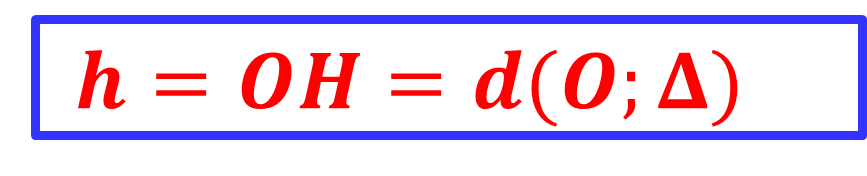 h = OH = d(O; Δ)